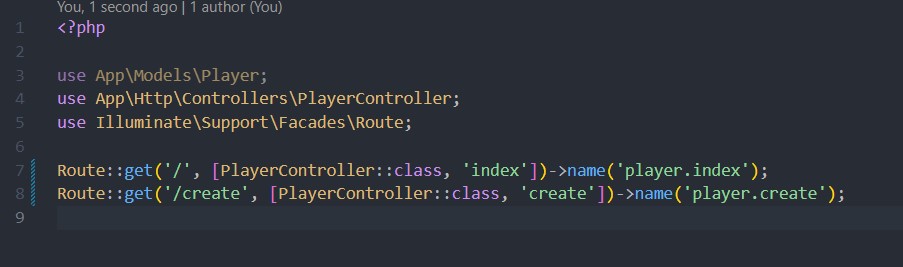 You, 1 second ago | 1 author (You)
1 <?php
2
3 use App\Models\Player;
4 use App\Http\Controllers\PlayerController;
5 use Illuminate\Support\Facades\Route;
6
7 Route::get('/', [PlayerController::class, 'index'])->name('player.index');
8 Route::get('/create', [PlayerController::class, 'create'])->name('player.create');
9